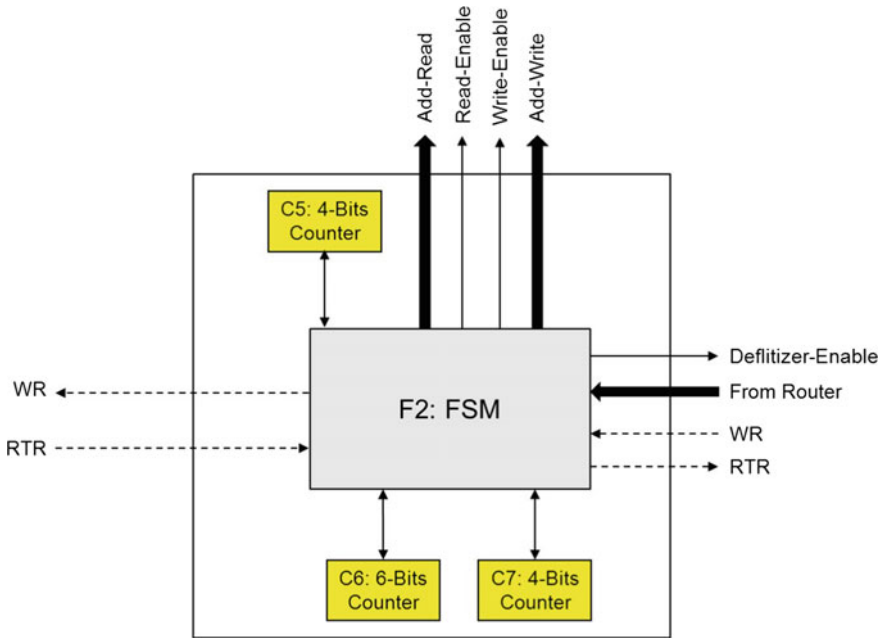 Add-Read
Read-Enable
Write-Enable
Add-Write
C5: 4-Bits
Counter
F2: FSM
WR
RTR
Deflitizer-Enable
From Router
WR
RTR
C6: 6-Bits
Counter
C7: 4-Bits
Counter